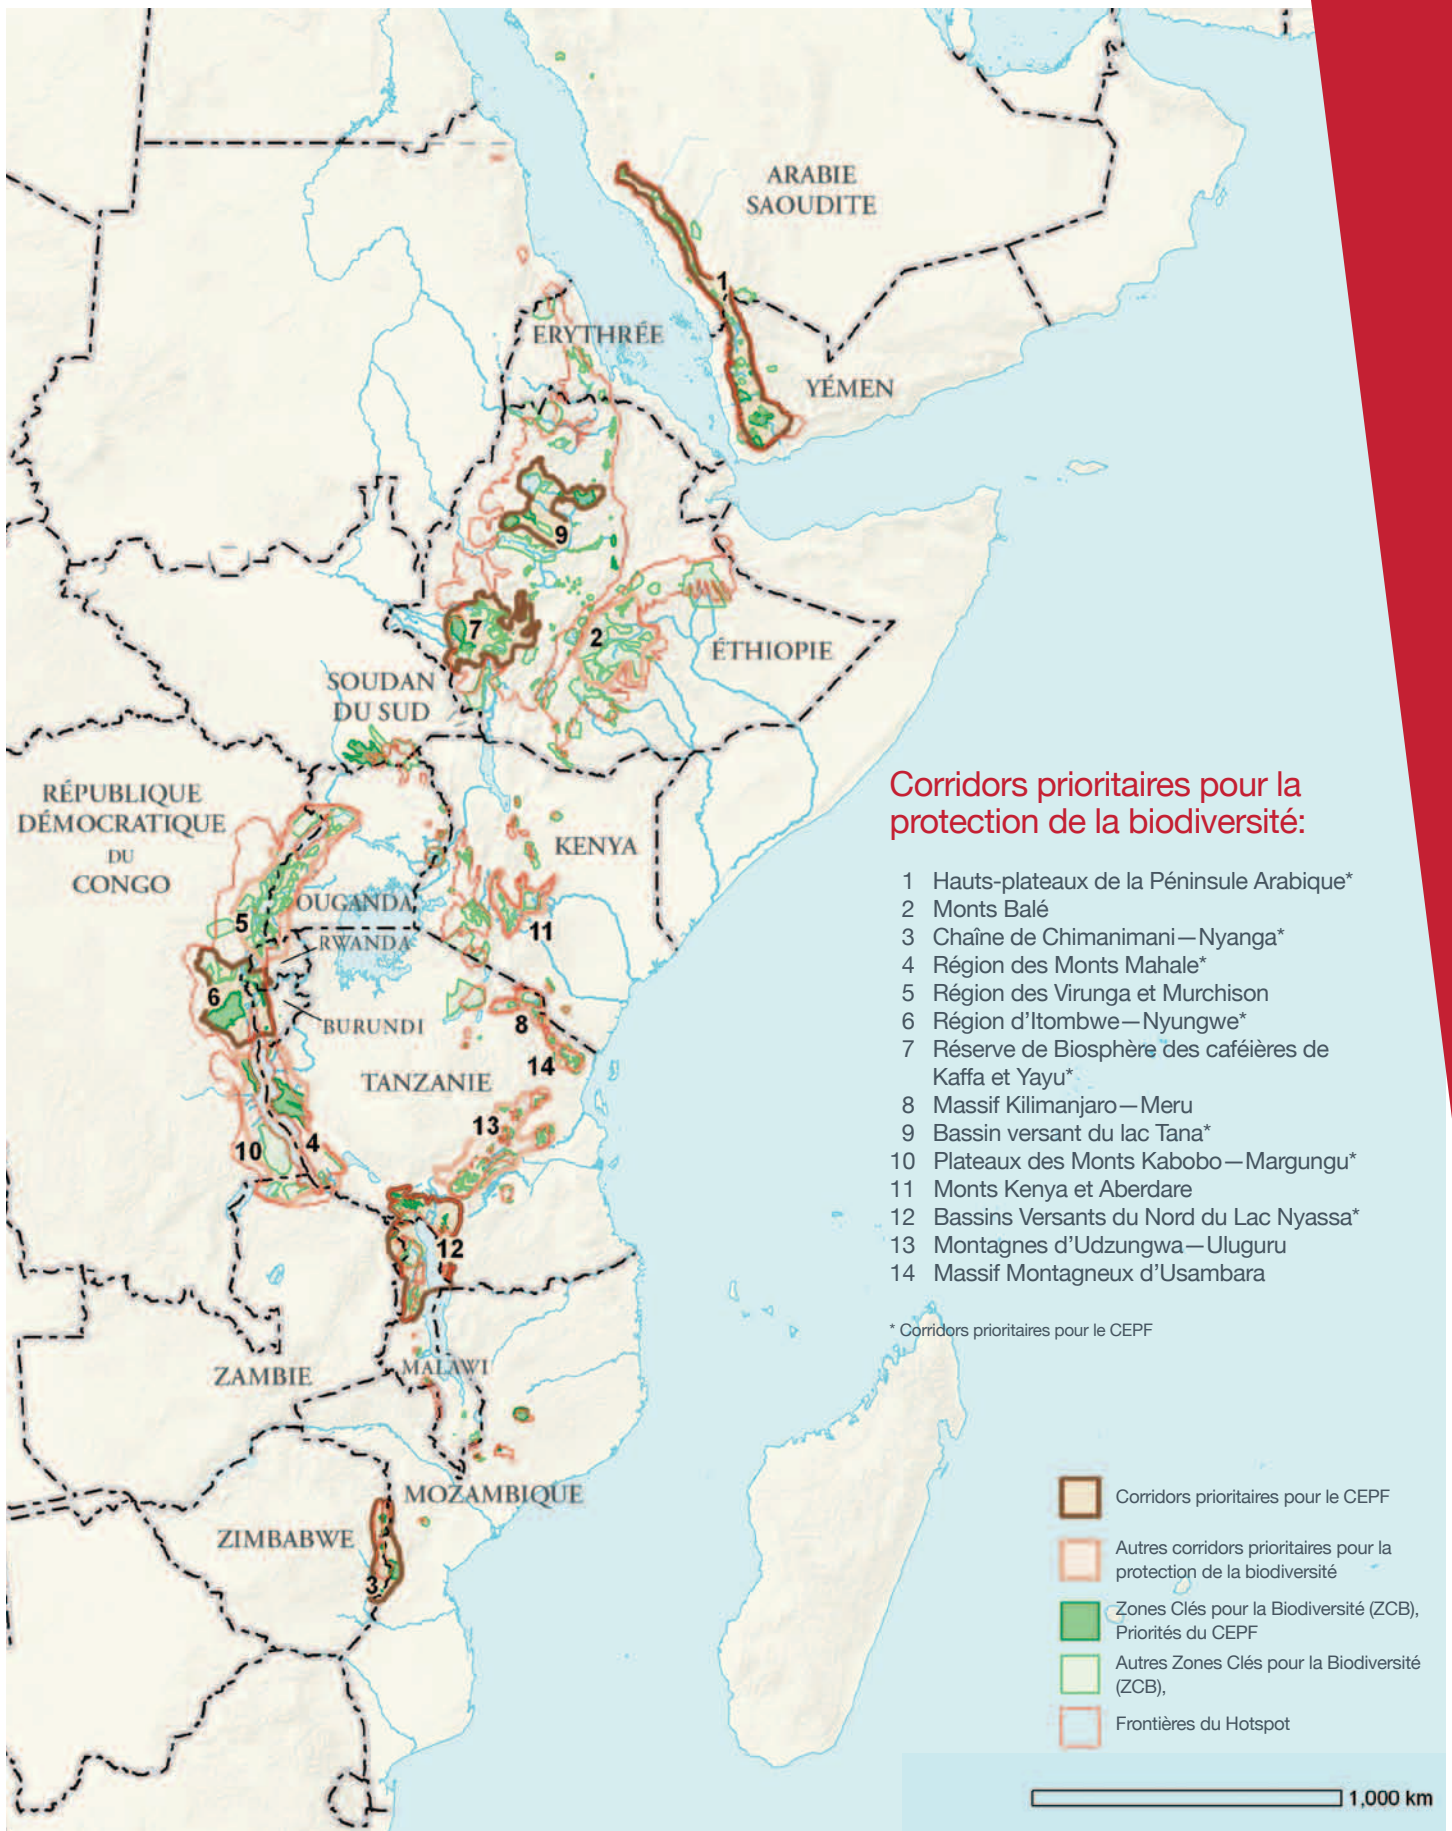 ARABIE
SAOUDITE
1
ERYTHRÉE
YÉMEN
9
7
2
ÉTHIOPIE
SOUDAN
DU SUD
RÉPUBLIQUE
DÉMOCRATIQUE
DU
CONGO
KENYA
OUGANDA
5
11
RWANDA
6
BURUNDI
8
14
TANZANIE
13
4
10
12
MALAWI
ZAMBIE
MOZAMBIQUE
ZIMBABWE
3
Corridors prioritaires pour la
protection de la biodiversité:
1 Hauts-plateaux de la Péninsule Arabique*
2 Monts Balé
3 Chaîne de Chimanimani—Nyanga*
4 Région des Monts Mahale*
5 Région des Virunga et Murchison
6 Région d'Itombwe—Nyungwe*
7 Réserve de Biosphère des caféières de
Kaffa et Yayu*
8 Massif Kilimanjaro—Meru
9 Bassin versant du lac Tana*
10 Plateaux des Monts Kabobo—Margungu*
11 Monts Kenya et Aberdare
12 Bassins Versants du Nord du Lac Nyassa*
13 Montagnes d'Udzungwa—Uluguru
14 Massif Montagneux d'Usambara
* Corridors prioritaires pour le CEPF
Corridors prioritaires pour le CEPF
Autres corridors prioritaires pour la
protection de la biodiversité
Zones Clés pour la Biodiversité (ZCB),
Priorités du CEPF
Autres Zones Clés pour la Biodiversité
(ZCB),
Frontières du Hotspot
1,000 km